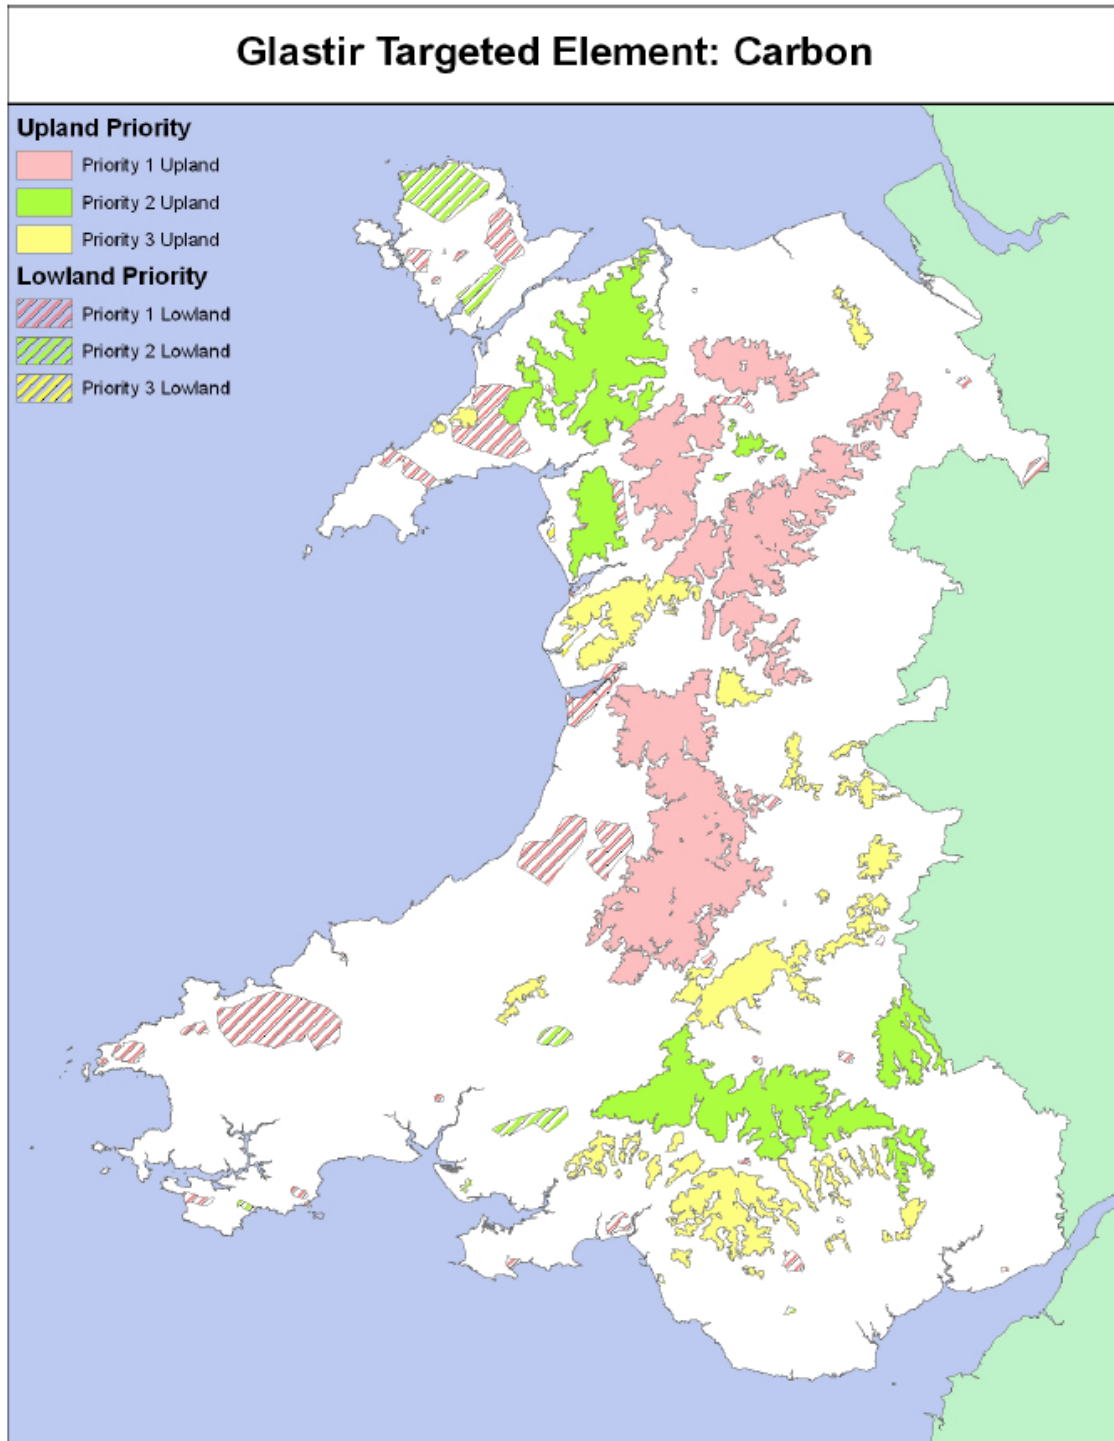 Glastir Targeted Element: Carbon
Upland Priority
Priority 1 Upland
Priority 2 Upland
Priority 3 Upland
Lowland Priority
Priority 1 Lowland
Priority 2 Lowland
Priority 3 Lowland